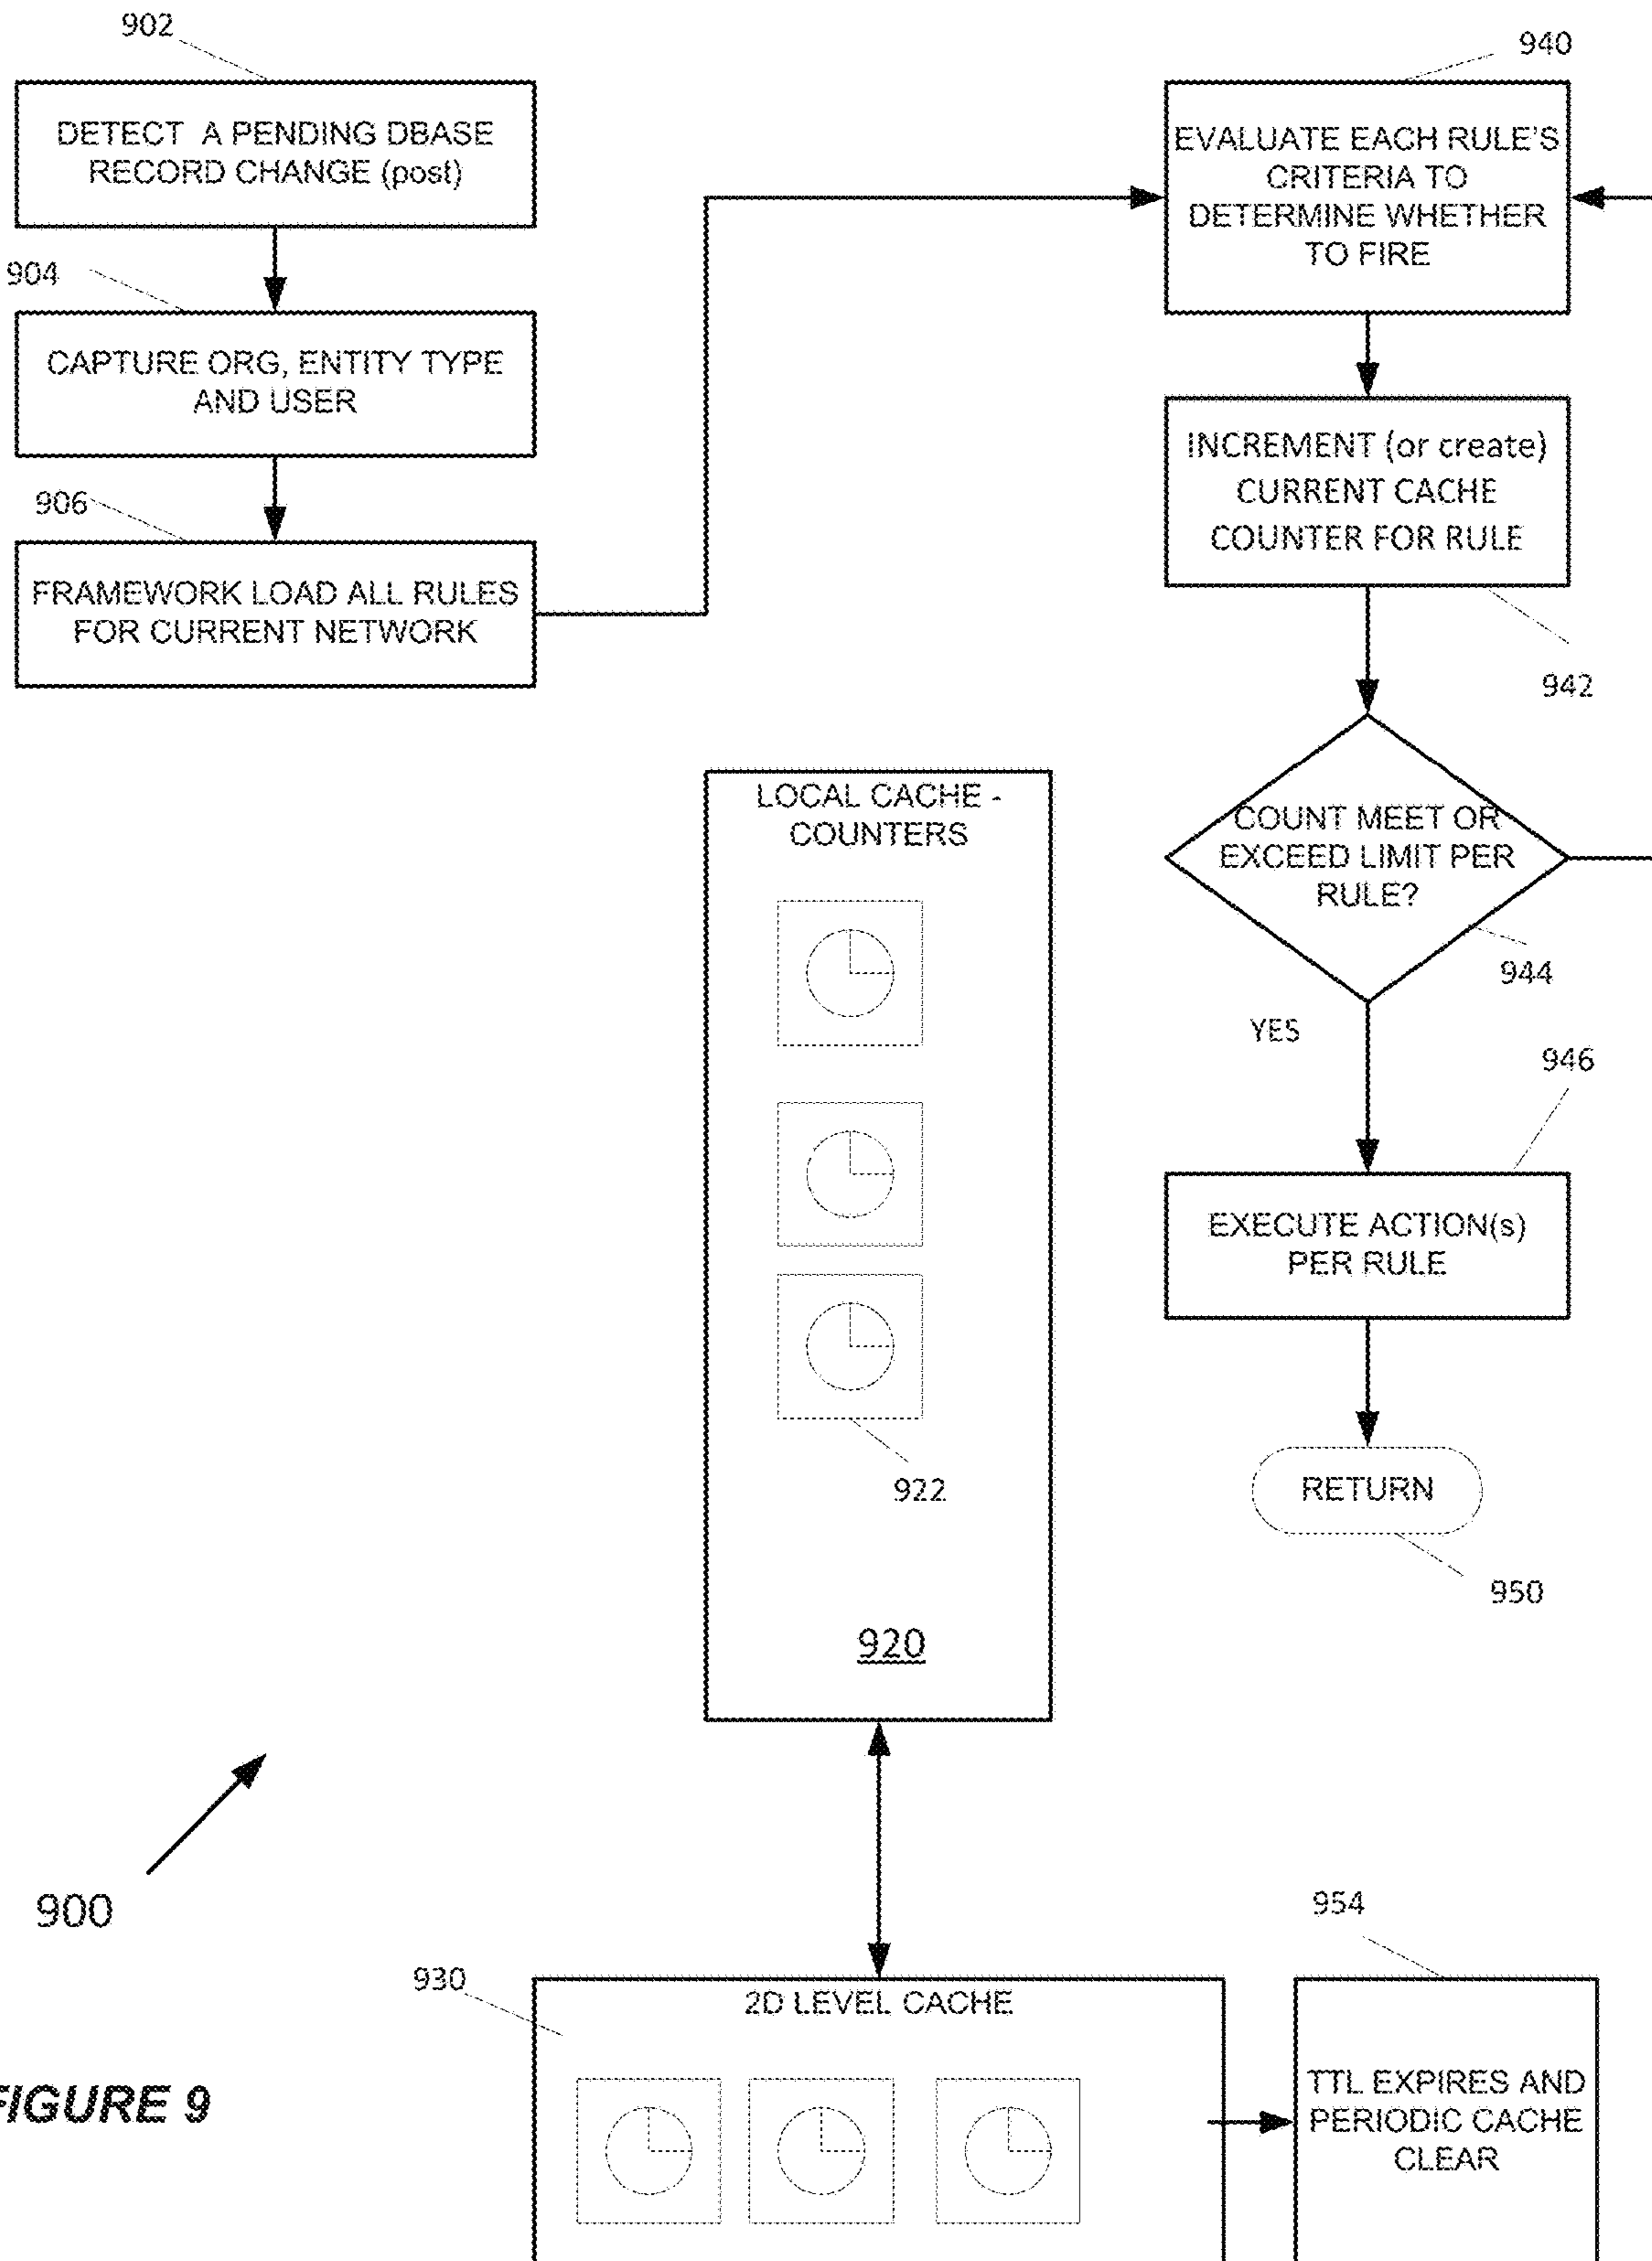 902
DETECT A PENDING DBASE
RECORD CHANGE (post)
904
CAPTURE ORG, ENTITY TYPE
AND USER
906
FRAMEWORK LOAD ALL RULES
FOR CURRENT NETWORK
940
EVALUATE EACH RULE'S
CRITERIA TO
DETERMINE WHETHER
TO FIRE
INCREMENT (or create)
CURRENT CACHE
COUNTER FOR RULE
942
COUNT MEET OR
EXCEED LIMIT PER
RULE?
944
YES
946
EXECUTE ACTION(s)
PER RULE
RETURN
950
LOCAL CACHE -
COUNTERS
922
920
900
930
2D LEVEL CACHE
954
TTL EXPIRES AND
PERIODIC CACHE
CLEAR
FIGURE 9